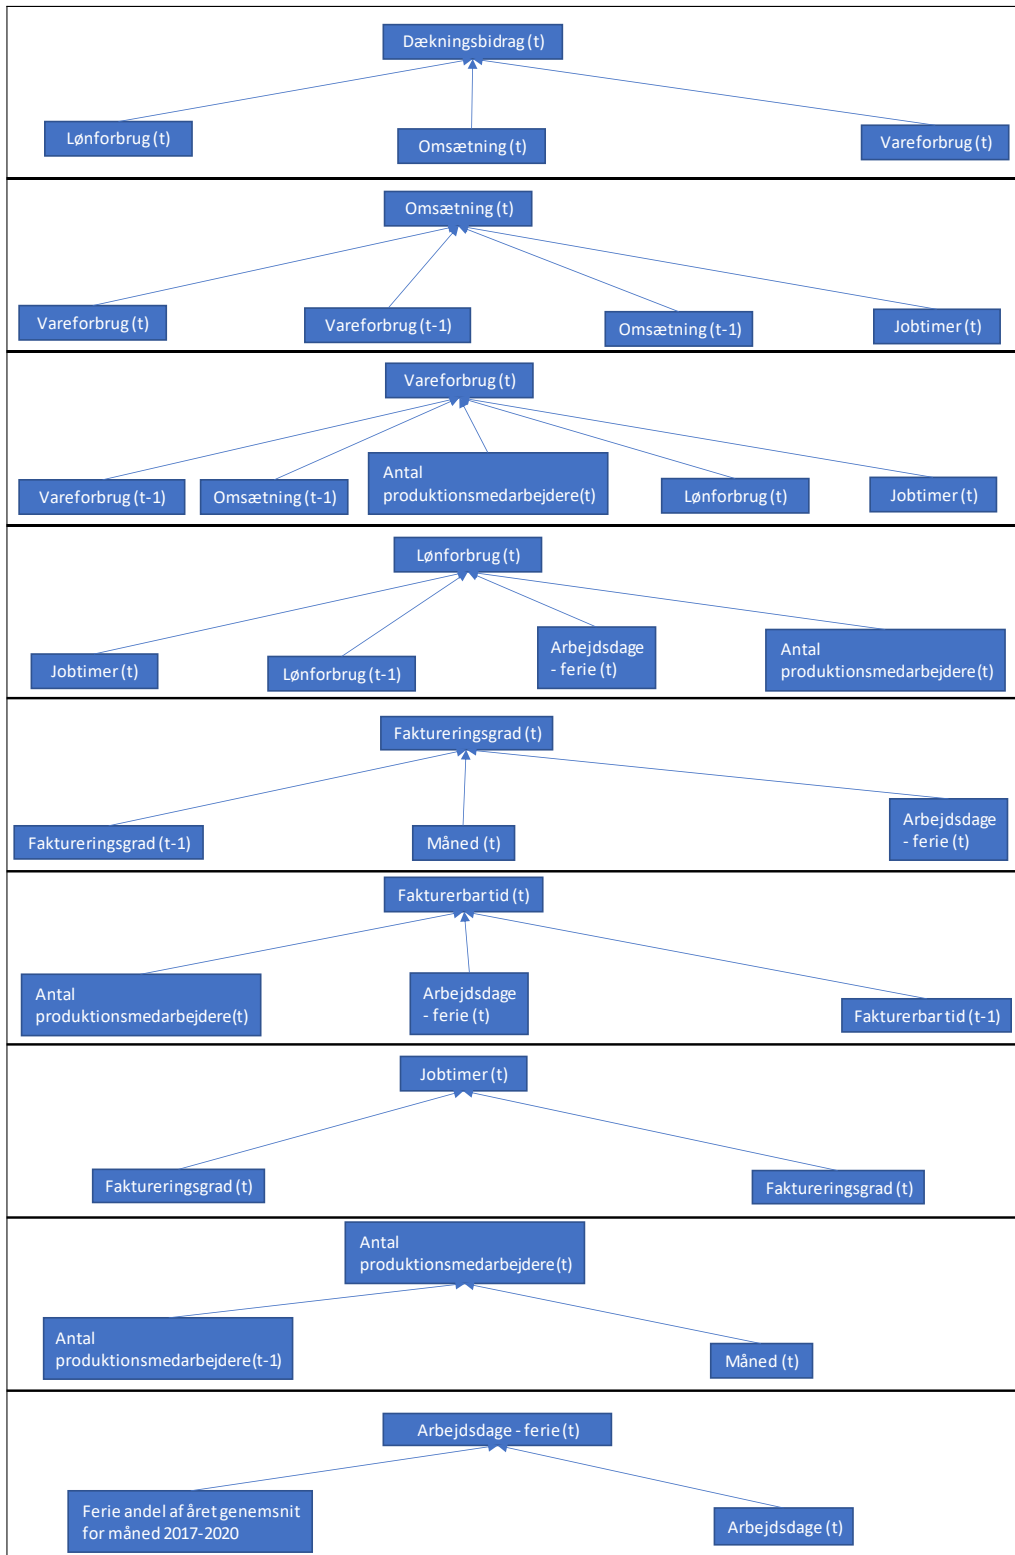 Dækningsbidrag (t)
Lønforbrug (t)
Omsætning (t)
Vareforbrug (t)
Omsætning (t)
Vareforbrug (t)
Vareforbrug (t-1)
Omsætning (t-1)
Jobtimer (t)
Vareforbrug (t)
Vareforbrug (t-1)
Omsætning (t-1)
Antal
produktionsmedarbejdere (t)
Lønforbrug (t)
Jobtimer (t)
Lønforbrug (t)
Jobtimer (t)
Lønforbrug (t-1)
Arbejdsdage
- ferie (t)
Antal
produktionsmedarbejdere (t)
Faktureringsgrad (t)
Faktureringsgrad (t-1)
Måned (t)
Arbejdsdage
- ferie (t)
Fakturerbar tid (t)
Antal
produktionsmedarbejdere (t)
Arbejdsdage
- ferie (t)
Fakturerbar tid (t-1)
Jobtimer (t)
Faktureringsgrad (t)
Faktureringsgrad (t)
Antal
produktionsmedarbejdere (t)
Antal
produktionsmedarbejdere (t-1)
Måned (t)
Arbejdsdage - ferie (t)
Ferie andel af året genemsnit
for måned 2017-2020
Arbejdsdage (t)